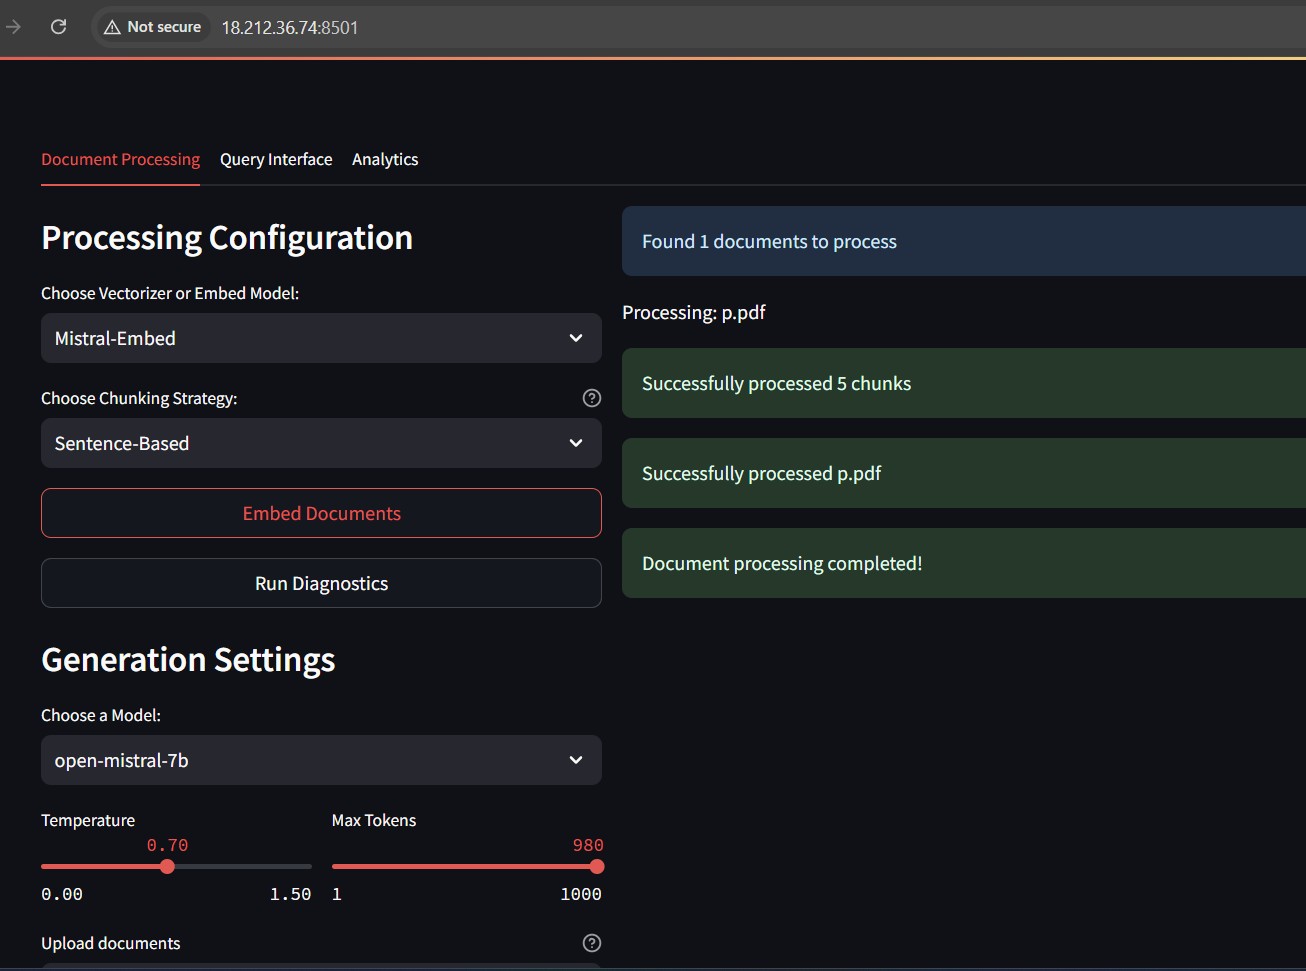 Not secure 18.212.36.74:8501
Document Processing Query Interface Analytics
Processing Configuration
Choose Vectorizer or Embed Model:
Mistral-Embed
Choose Chunking Strategy:
Sentence-Based
Embed Documents
Run Diagnostics
Generation Settings
Choose a Model:
open-mistral-7b
Temperature Max Tokens
0.70 980
0.00 1.50 1 1000
Upload documents
Found 1 documents to process
Processing: p.pdf
Successfully processed 5 chunks
Successfully processed p.pdf
Document processing completed!